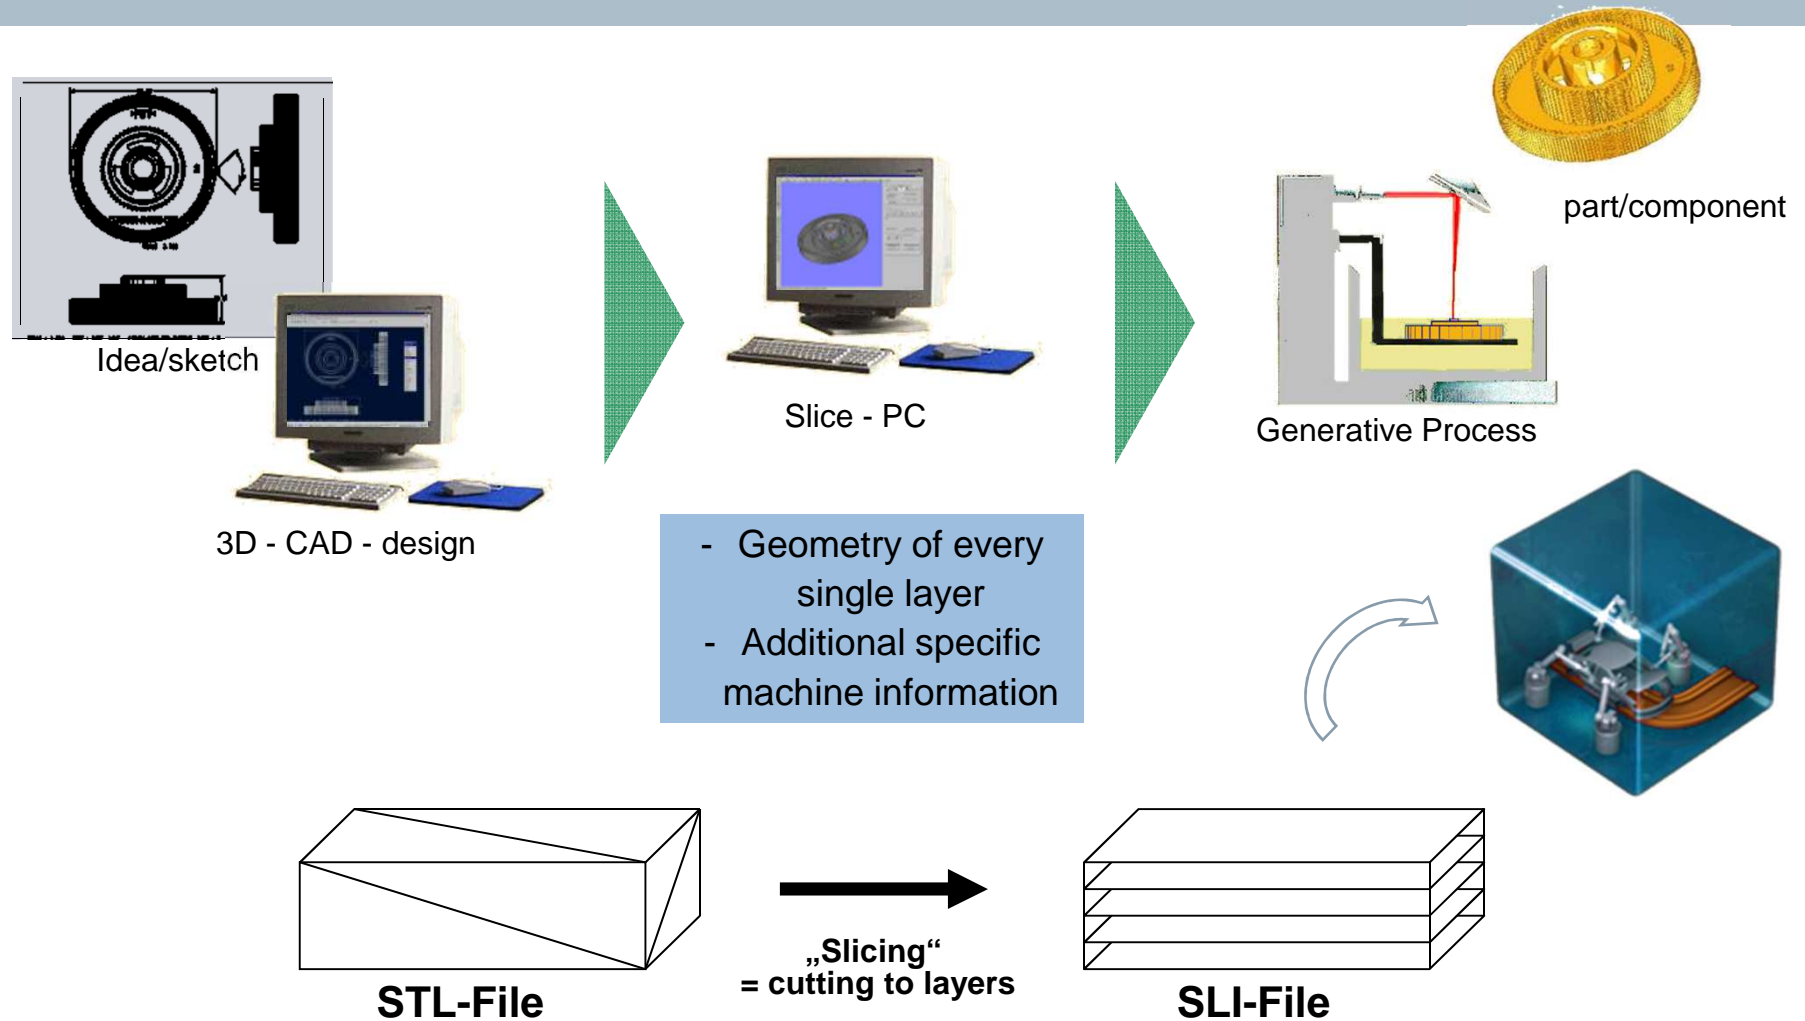 Idea/sketch
3D - CAD - design
Slice - PC
part/component
Generative Process
- Geometry of every
single layer
- Additional specific
machine information
„Slicing“
= cutting to layers
STL-File
SLI-File